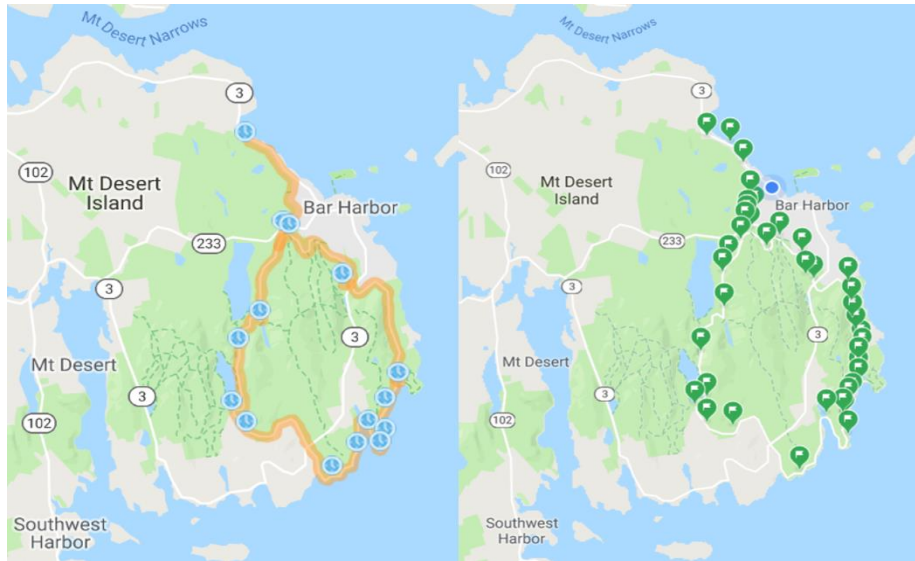 Mt Desert Narrows
3
102
Mt Desert
Island
Bar Harbor
233
3
3
Mt Desert
3
102
Southwest
Harbor
Mt Desert Narrows
3
102
Mt Desert
Island
Bar Harbor
233
3
3
Mt Desert
3
102
Southwest
Harbor